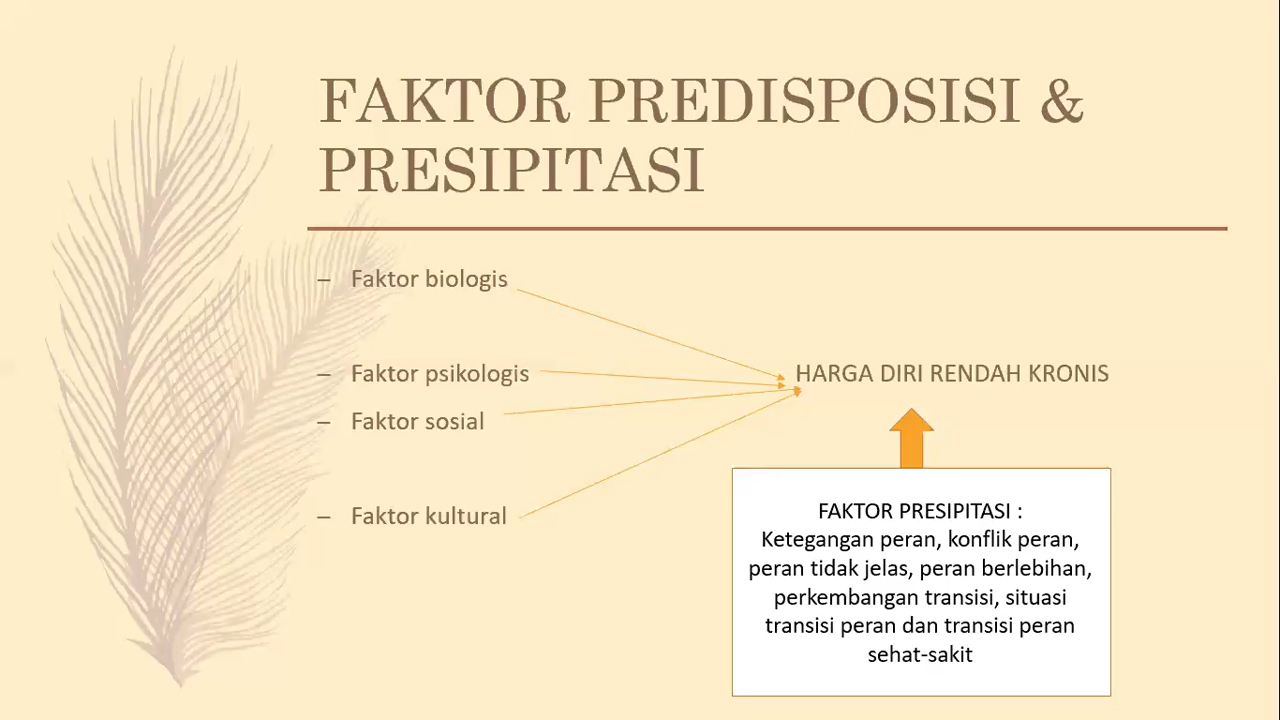 FAKTOR PREDISPOSISI &
PRESIPITASI
– Faktor biologis
– Faktor psikologis
– Faktor sosial
– Faktor kultural
HARGA DIRI RENDAH KRONIS
FAKTOR PRESIPITASI :
Ketegangan peran, konflik peran,
peran tidak jelas, peran berlebihan,
perkembangan transisi, situasi
transisi peran dan transisi peran
sehat-sakit